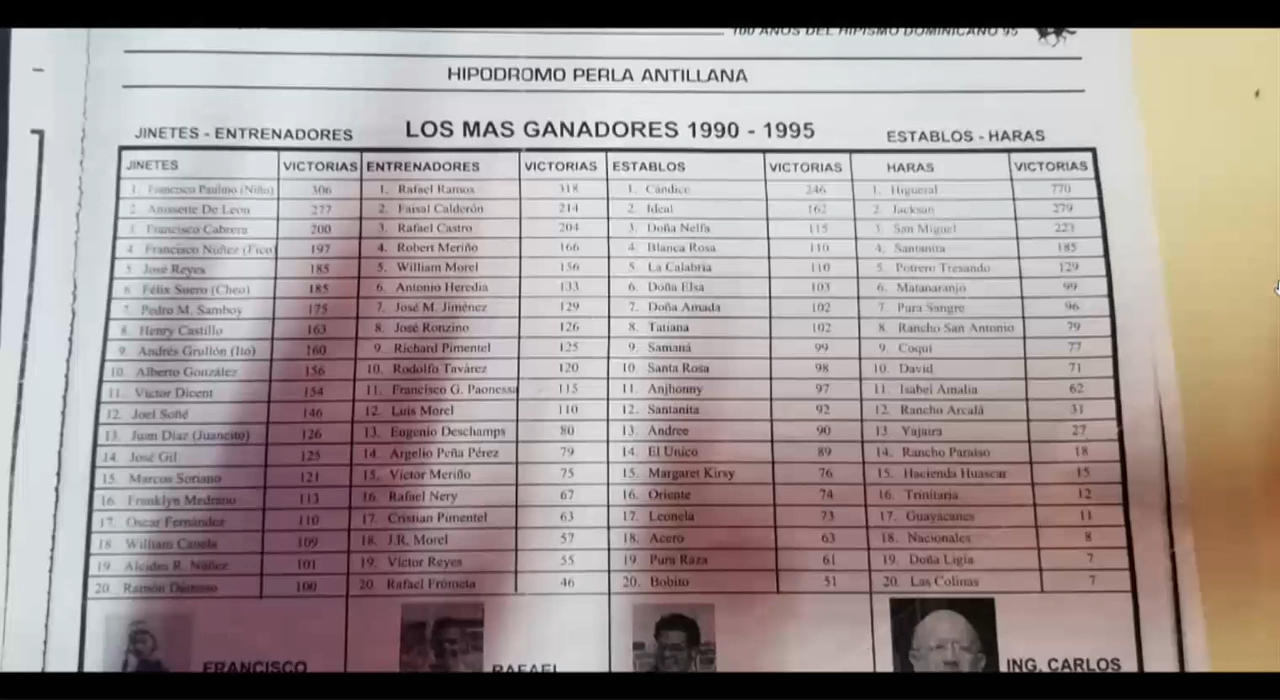 100 AÑOS DEL HIPISMO DOMINICANO 95
HIPODROMO PERLA ANTILLANA
JINETES - ENTRENADORES LOS MAS GANADORES 1990 - 1995 ESTABLOS - HARAS
JINETES VICTORIAS ENTRENADORES VICTORIAS ESTABLOS VICTORIAS HARAS VICTORIAS
1. Francisco Paulino (Niño) 306 1. Rafael Ramos 318 1. Cándice 246 1. Higueral 770
2. De León 277 2. Faisal Calderón 214 2. Ideal 162 2. Jackson 279
3. Francisco Cabrera 200 3. Rafael Castro 204 3. Doña Nelfa 115 3. San Miguel 221
4. Francisco Núñez (Fico) 197 4. Robert Meriño 166 4. Blanca Rosa 110 4. Santanita 185
5. José Reyes 185 5. William Morel 156 5. La Calabria 110 5. Potrero Tresando 129
6. Félix Suero (Cheo) 185 6. Antonio Heredia 133 6. Doña Elsa 103 6. Matanaranjo 99
7. Pedro M. Samboy 175 7. José M. Jiménez 129 7. Doña Amada 102 7. Pura Sangre 96
8. Henry Castillo 163 8. José Ronzino 126 8. Tatiana 102 8. Rancho San Antonio 79
9. Andrés Grullón (Ito) 160 9. Richard Pimentel 125 9. Samaná 99 9. Coquí 77
10. Alberto González 156 10. Rodolfo Tavárez 120 10. Santa Rosa 98 10. David 71
11. Víctor Dicent 154 11. Francisco G. Paonessa 115 11. Anjhonny 97 11. Isabel Amalia 62
12. Joel Soñé 146 12. Luis Morel 110 12. Santanita 92 12. Rancho Arcalá 31
13. Juan Díaz (Juancito) 126 13. Eugenio Deschamps 80 13. Andree 90 13. Yajaira 27
14. José Gil 125 14. Argelio Peña Pérez 79 14. El Unico 89 14. Rancho Paraíso 18
15. Marcos Soriano 121 15. Víctor Meriño 75 15. Margaret Kirsy 76 15. Hacienda Huascar 15
16. Franklyn Medrano 113 16. Rafael Nery 67 16. Oriente 74 16. Trinitaria 12
17. Oscar Fernández 110 17. Cristian Pimentel 63 17. Leonela 73 17. Guayacanes 11
18. William Canela 109 18. J.R. Morel 57 18. Acero 63 18. Nacionales 8
19. Alcides R. Núñez 101 19. Víctor Reyes 55 19. Pura Raza 61 19. Doña Ligia 7
20. Ramón 100 20. Rafael Prómeta 46 20. Bobito 51 20. Las Colinas 7
FRANCISCO RAFAEL ING. CARLOS